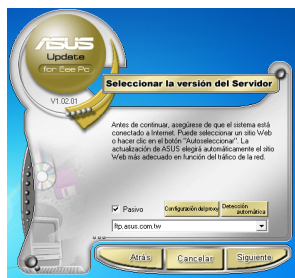 ASUS
Update
for Eee Pc
V1.02.01
Seleccionar la versión del Servidor
Antes de continuar, asegúrese de que el sistema está
conectado a Internet. Puede seleccionar un sitio Web
o hacer clic en el botón "Autoseleccionar". La
actualización de ASUS elegirá automáticamente el sitio
Web más adecuado en función del tráfico de la red.
Pasivo
Configuración del proxy
Detección
automática
ftp.asus.com.tw
Atrás
Cancelar
Siguiente